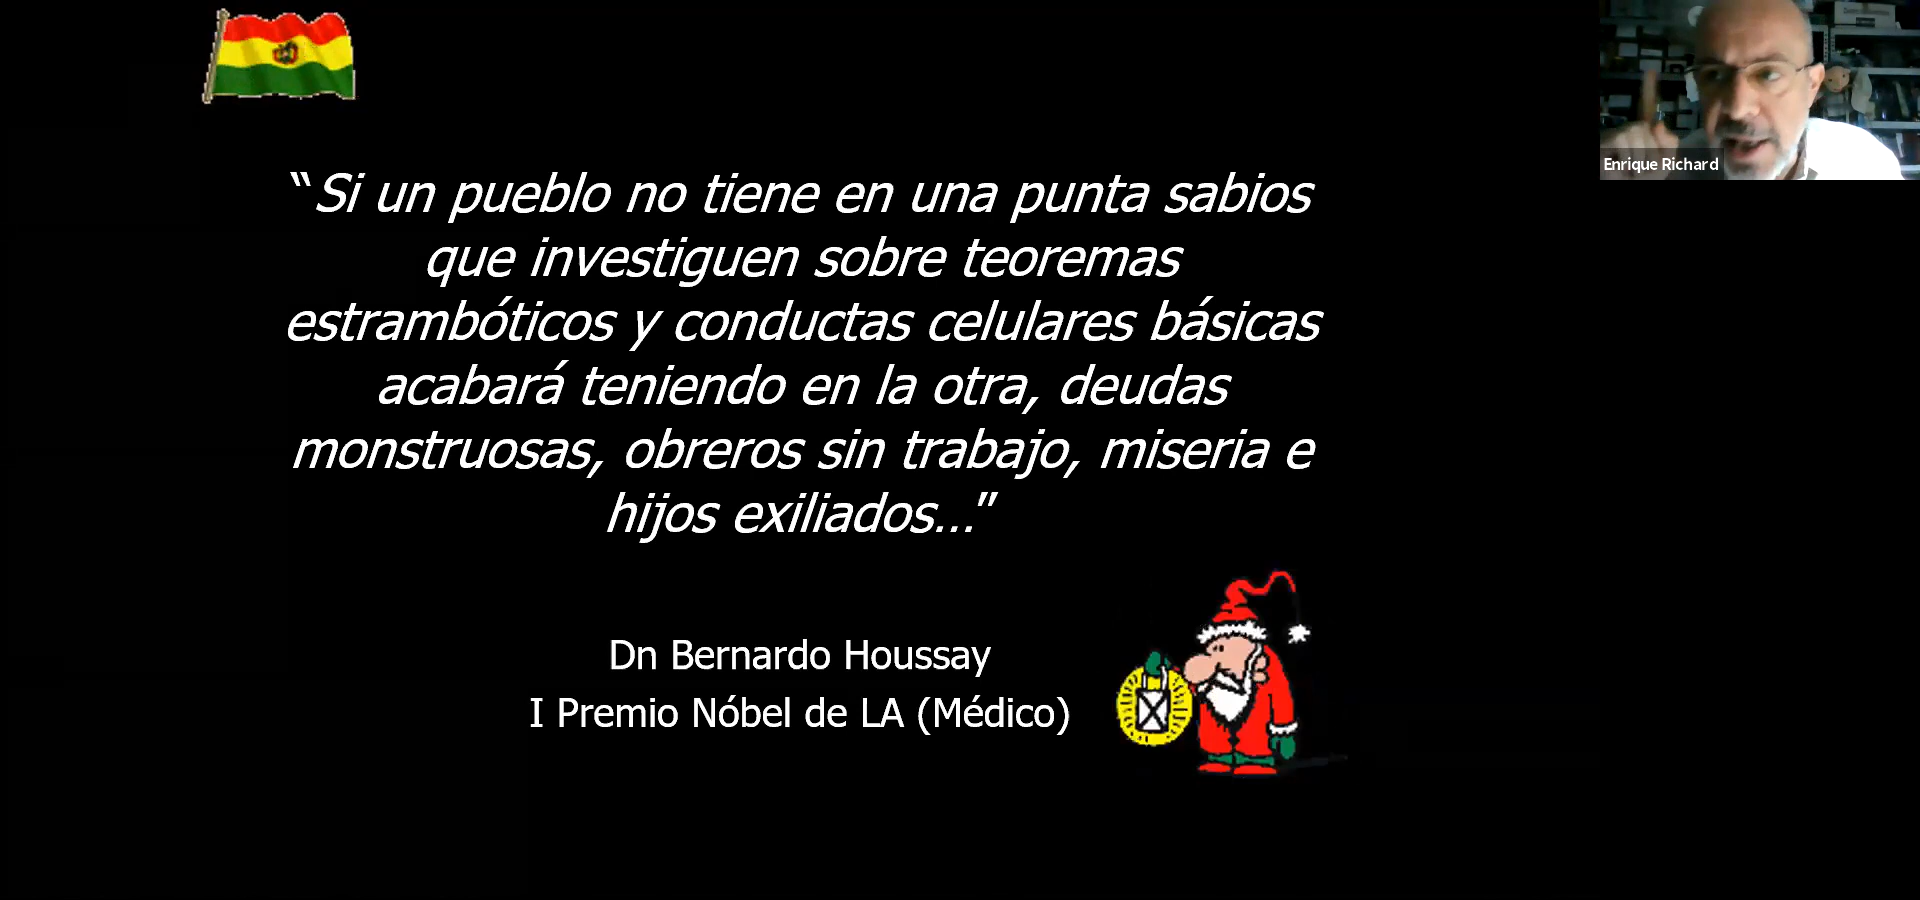 “Si un pueblo no tiene en una punta sabios
que investiguen sobre teoremas
estrambóticos y conductas celulares básicas
acabará teniendo en la otra, deudas
monstruosas, obreros sin trabajo, miseria e
hijos exiliados…”
Dn Bernardo Houssay
I Premio Nóbel de LA (Médico)
Enrique Richard